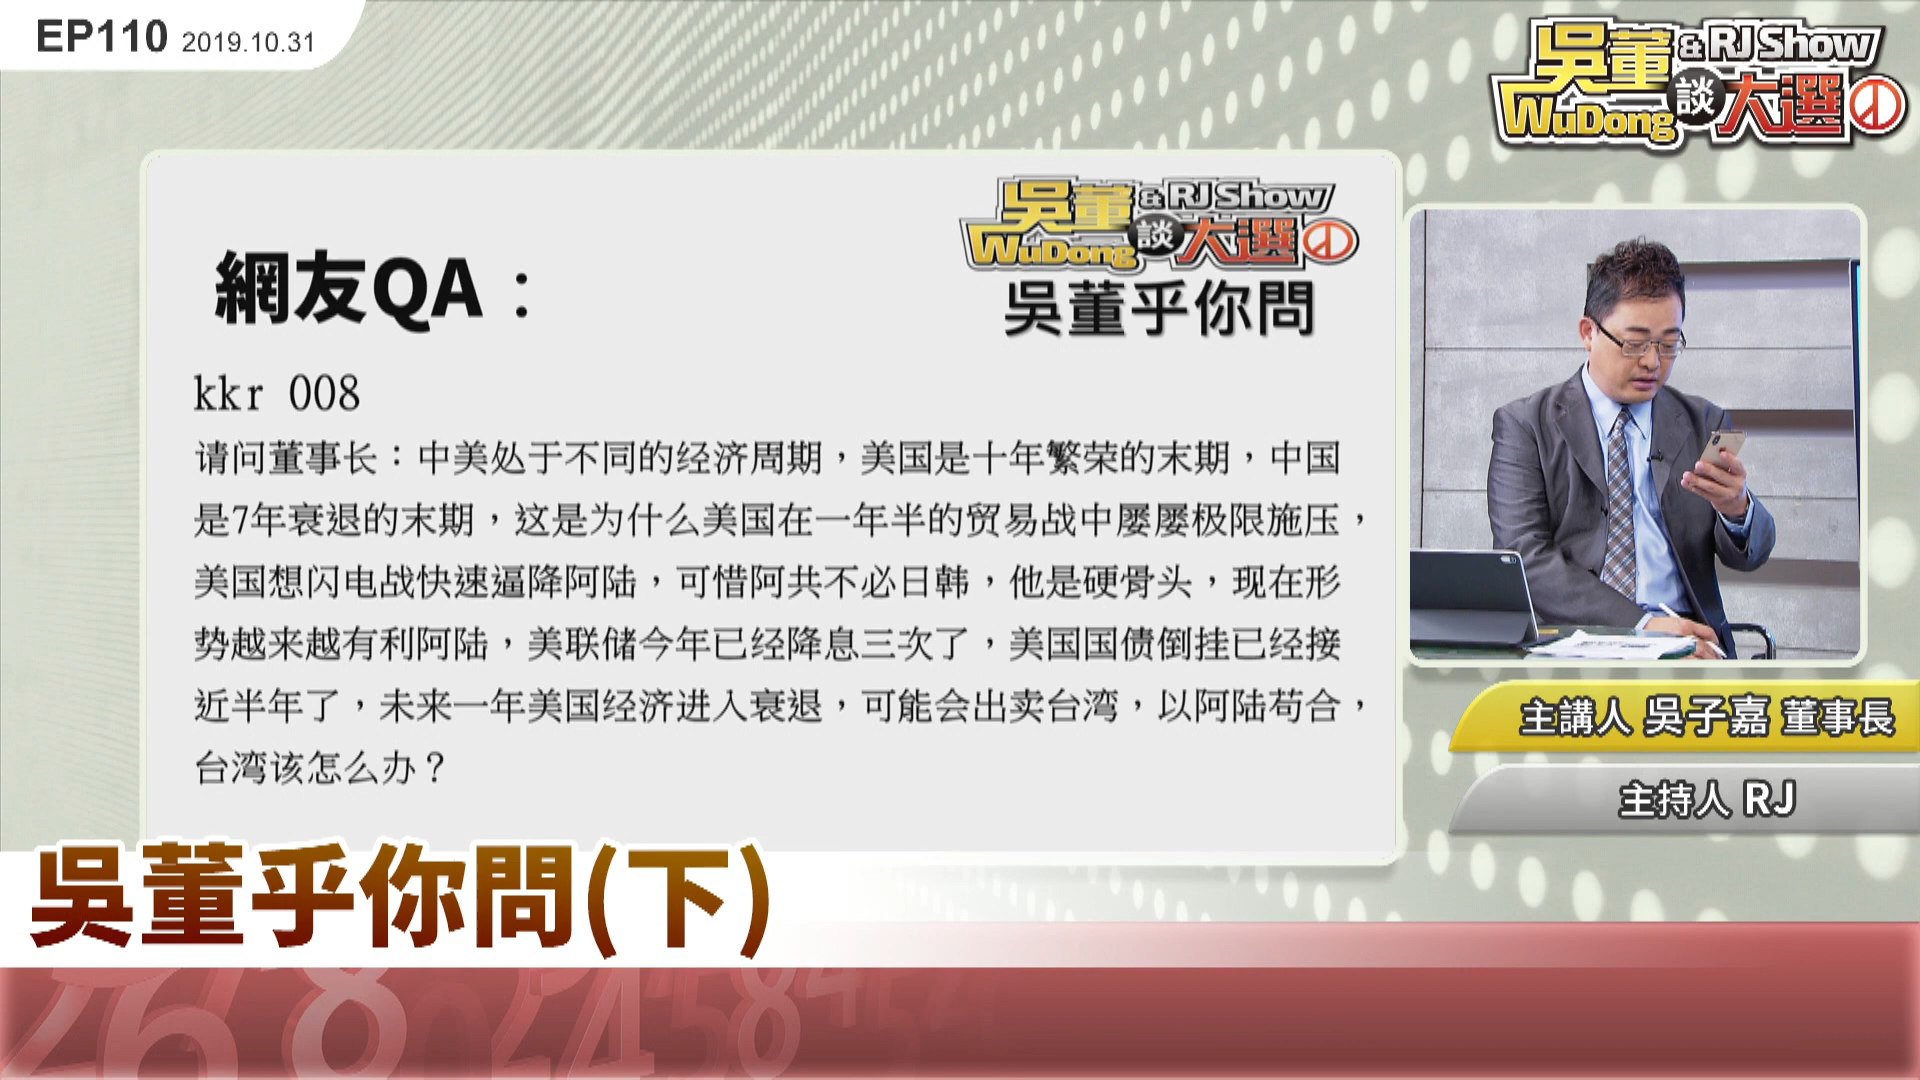 EP110 2019.10.31
吳董 & RJ Show
WuDong 談 大選
吳董 & RJ Show
WuDong 談 大選
吳董乎你問
網友QA：
kkr 008
请问董事长：中美处于不同的经济周期，美国是十年繁荣的末期，中国
是7年衰退的末期，这是为什么美国在一年半的贸易战中屡屡极限施压，
美国想闪电战快速逼降阿陆，可惜阿共不必日韩，他是硬骨头，现在形
势越来越有利阿陆，美联储今年已经降息三次了，美国国债倒挂已经接
近半年了，未来一年美国经济进入衰退，可能会出卖台湾，以阿陆苟合，
台湾该怎么办？
主講人 吳子嘉 董事長
主持人 RJ
吳董乎你問(下)